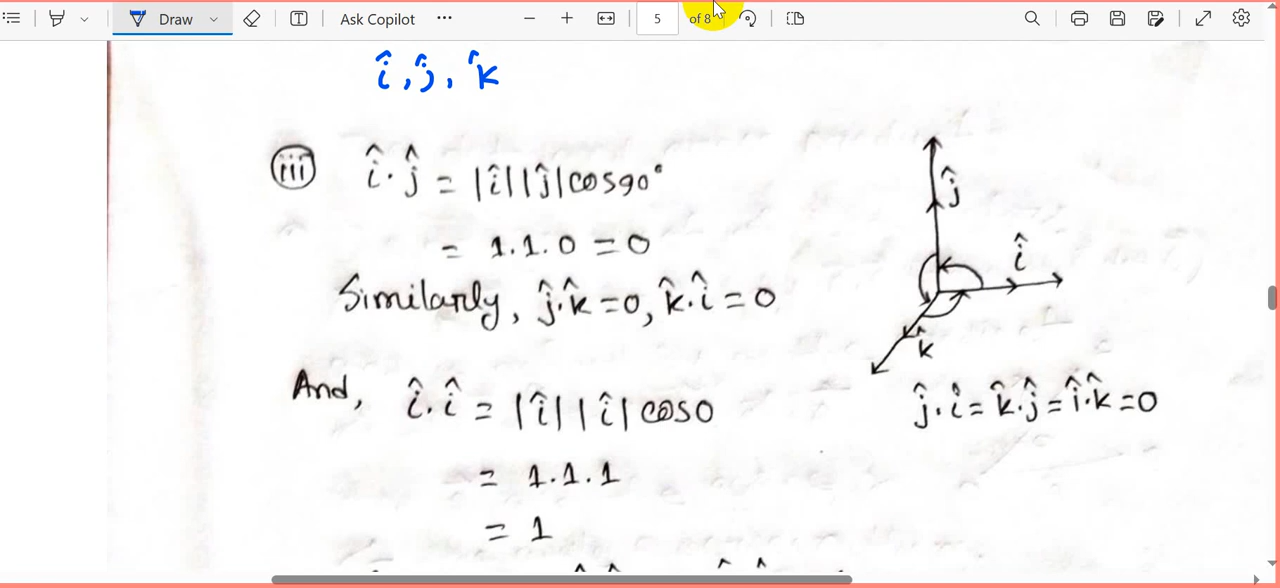 Draw Ask Copilot ... 5 of 8
î, ĵ, k̂
(iii) î . ĵ = |î||ĵ| cos90°
= 1.1.0 = 0
Similarly, ĵ.k̂ = 0, k̂.î = 0
And, î.î = |î||î| cos0
= 1.1.1
= 1
ĵ
î
k̂
ĵ.î = k̂.ĵ = î.k̂ = 0